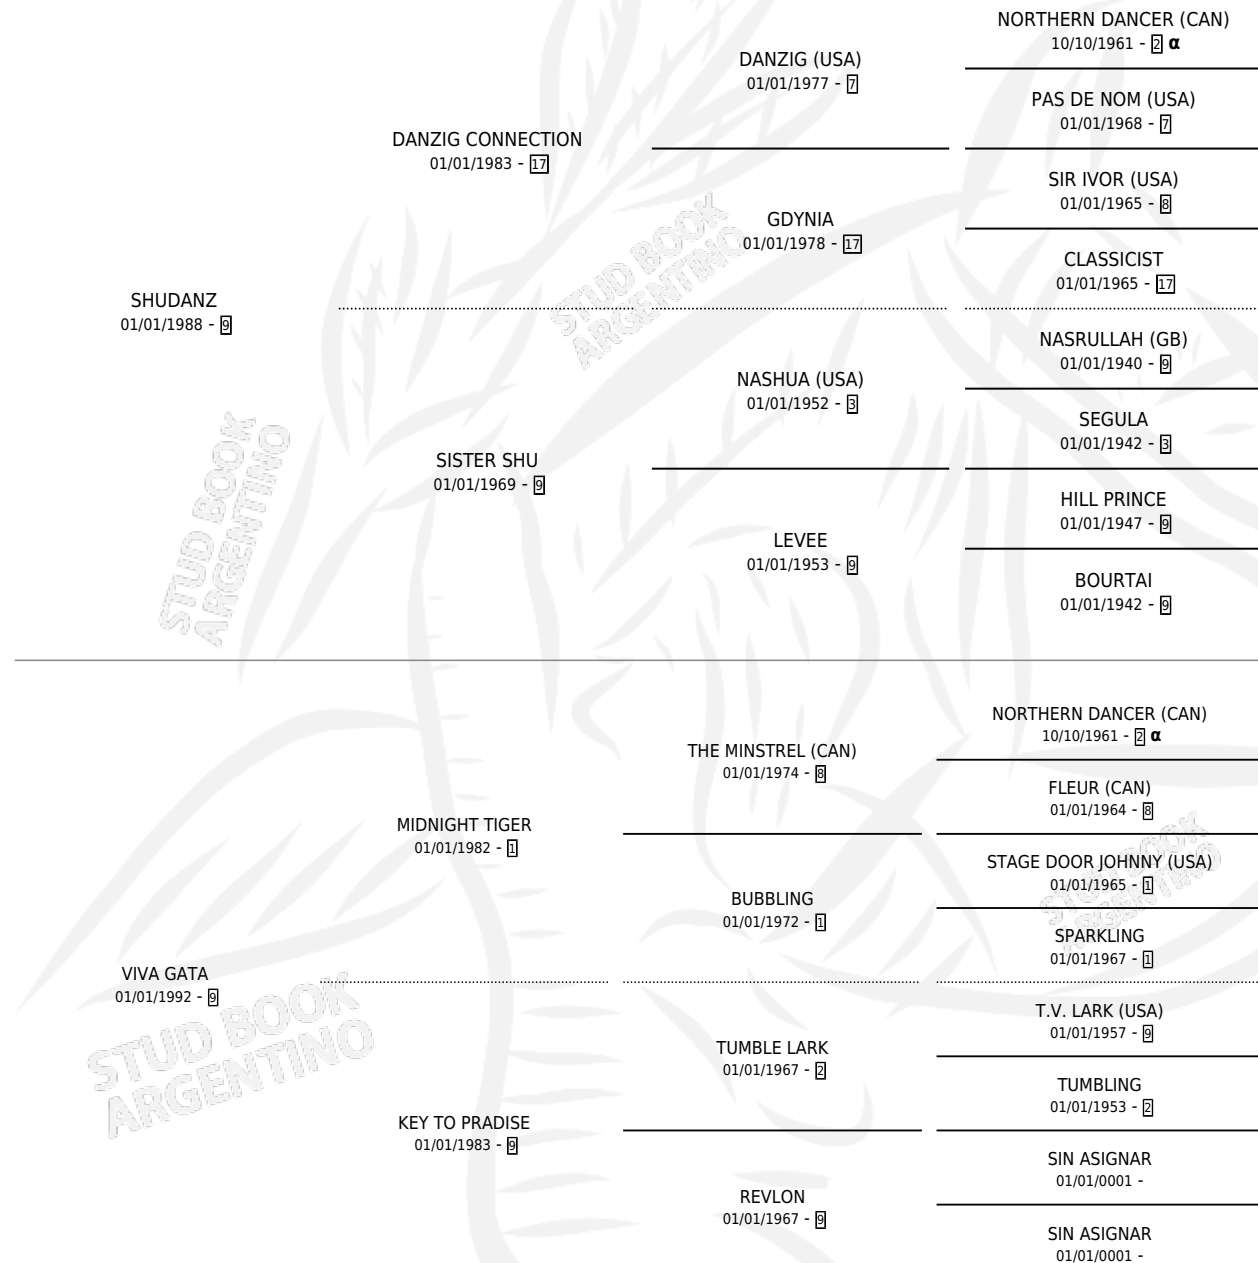 NORTHERN DANCER (CAN)
10/10/1961 - 2 α
DANZIG (USA)
01/01/1977 - 7
PAS DE NOM (USA)
01/01/1968 - 7
DANZIG CONNECTION
01/01/1983 - 17
SIR IVOR (USA)
01/01/1965 - 8
GDYNIA
01/01/1978 - 17
CLASSICIST
01/01/1965 - 17
SHUDANZ
01/01/1988 - 9
STUD BOOK
ARGENTINO
NASRULLAH (GB)
01/01/1940 - 9
NASHUA (USA)
01/01/1952 - 3
SEGULA
01/01/1942 - 3
SISTER SHU
01/01/1969 - 9
STUD BOOK
ARGENTINO
HILL PRINCE
01/01/1947 - 9
LEVEE
01/01/1953 - 9
BOURTAI
01/01/1942 - 9
NORTHERN DANCER (CAN)
10/10/1961 - 2 α
THE MINSTREL (CAN)
01/01/1974 - 8
FLEUR (CAN)
01/01/1964 - 8
MIDNIGHT TIGER
01/01/1982 - 1
STAGE DOOR JOHNNY (USA)
01/01/1965 - 1
STUD BOOK
ARGENTINO
BUBBLING
01/01/1972 - 1
SPARKLING
01/01/1967 - 1
VIVA GATA
01/01/1992 - 9
STUD BOOK
ARGENTINO
T.V. LARK (USA)
01/01/1957 - 9
TUMBLE LARK
01/01/1967 - 2
TUMBLING
01/01/1953 - 2
KEY TO PRADISE
01/01/1983 - 9
SIN ASIGNAR
01/01/0001 -
REVLON
01/01/1967 - 9
SIN ASIGNAR
01/01/0001 -